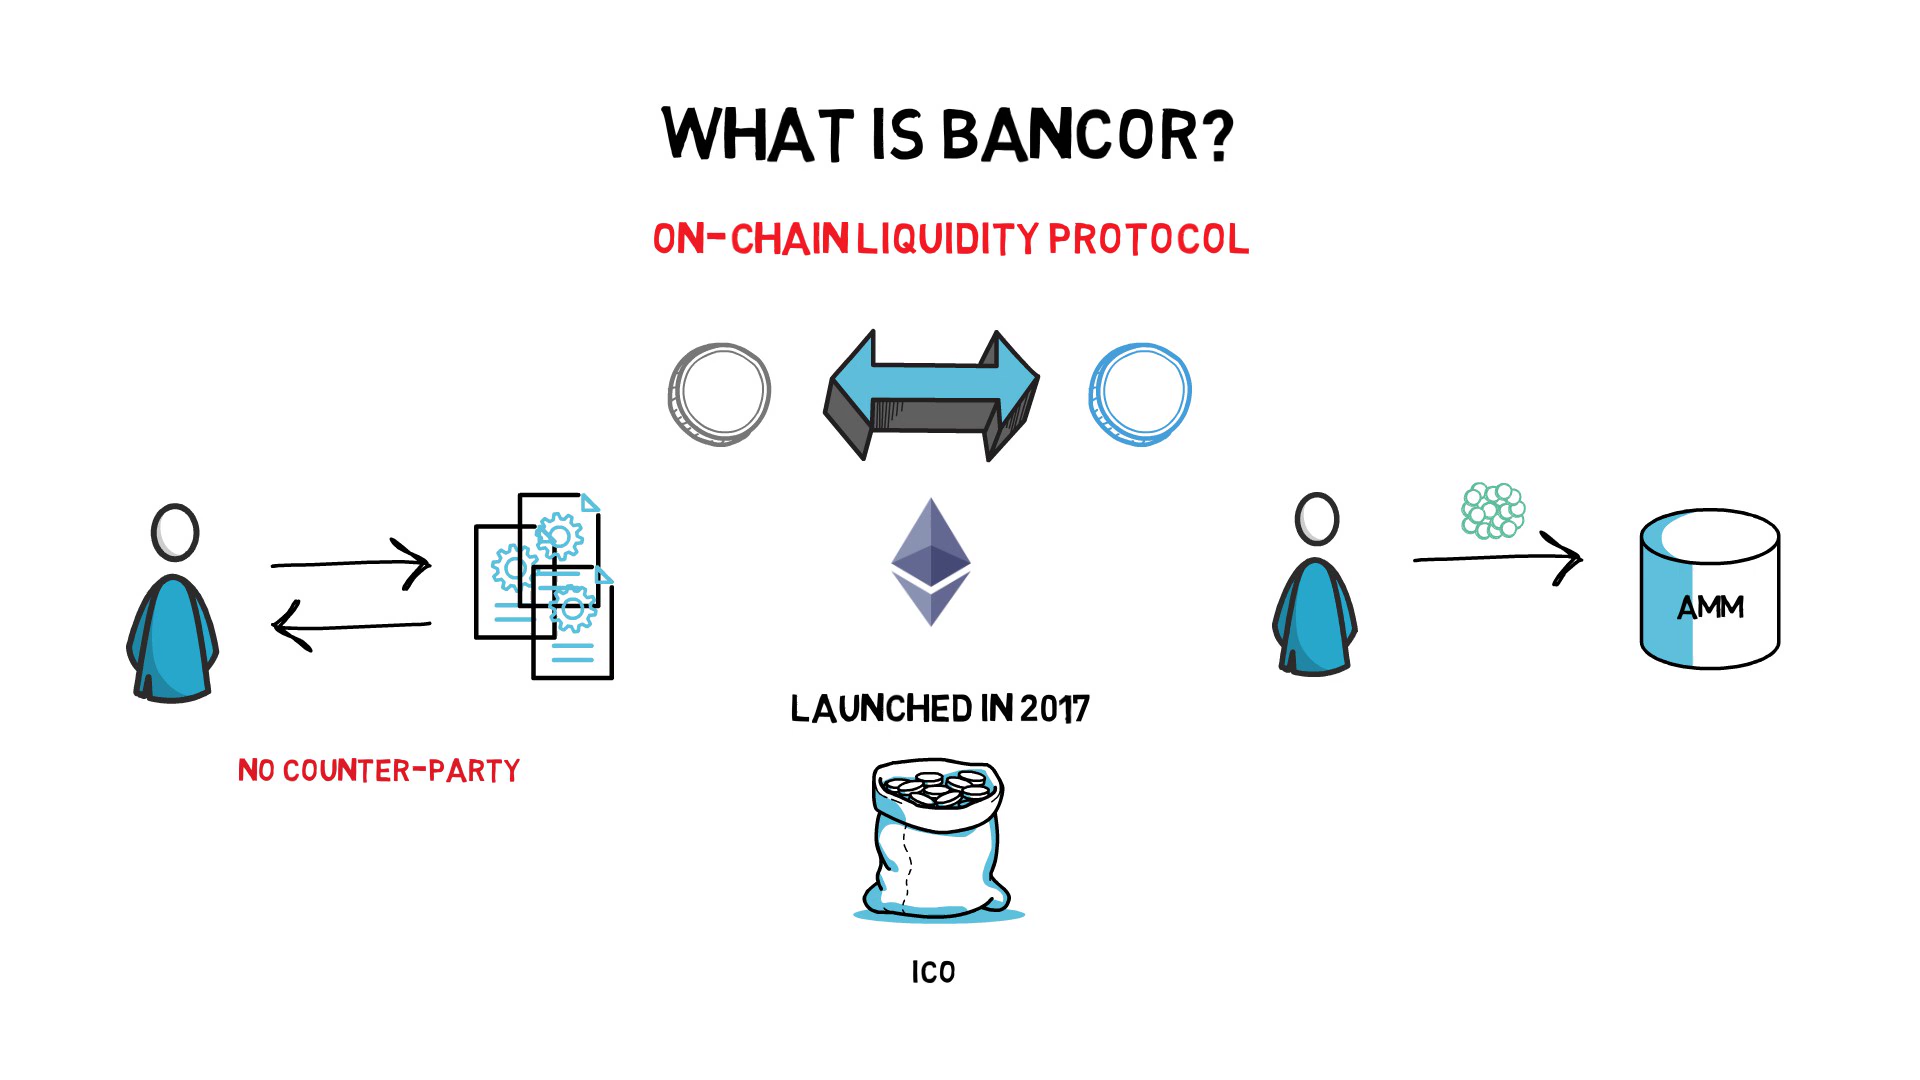 WHAT IS BANCOR?
ON-CHAIN LIQUIDITY PROTOCOL
AMM
LAUNCHED IN 2017
NO COUNTER-PARTY
ICO